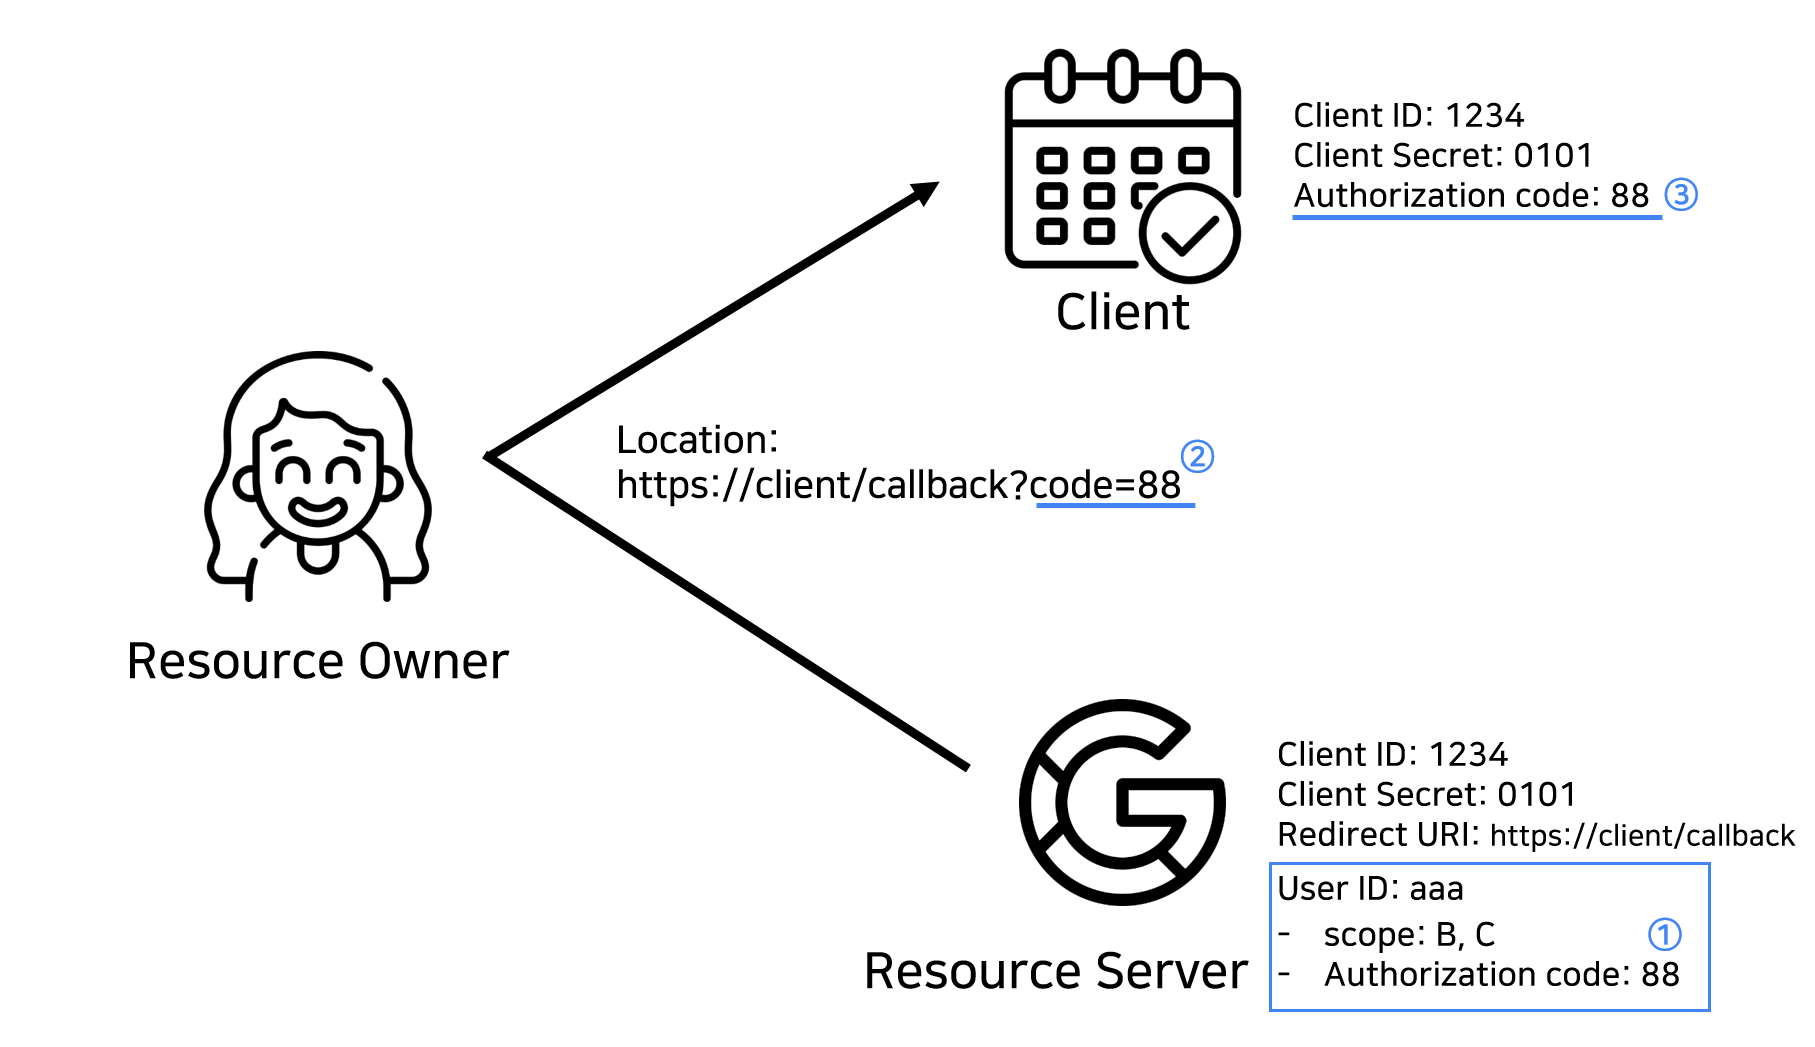 Client ID: 1234
Client Secret: 0101
Authorization code: 88 ③
Client
Location:
https://client/callback?code=88 ②
Resource Owner
Client ID: 1234
Client Secret: 0101
Redirect URI: https://client/callback
User ID: aaa
- scope: B, C ①
- Authorization code: 88
Resource Server